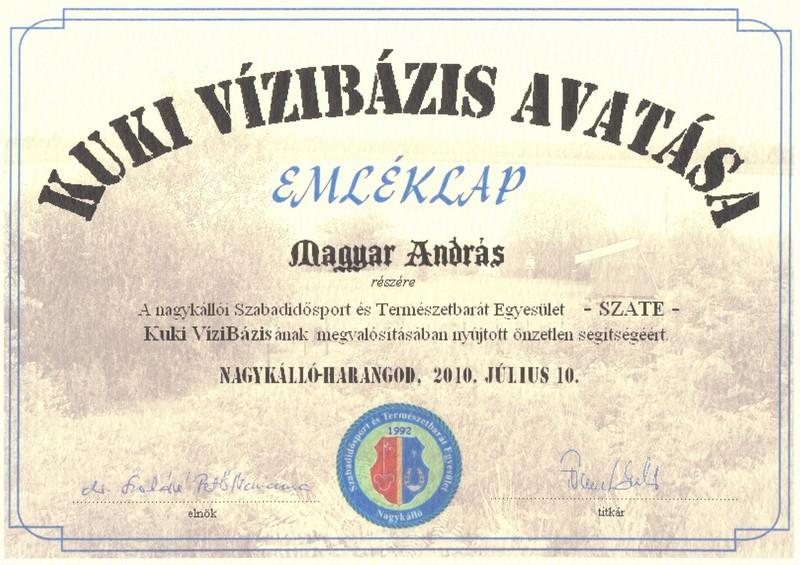 KUKI VÍZIBÁZIS AVATÁSA
EMLÉKLAP
Magyar András
részére
A nagykállói Szabadidősport és Természetbarát Egyesület - SZATE -
Kuki VíziBázisának megvalósításában nyújtott önzetlen segítségéért.
NAGYKÁLLÓ-HARANGOD, 2010. JÚLIUS 10.
Szabadidősport és Természetbarát Egyesület
1992
Nagykálló
dr.
elnök
titkár